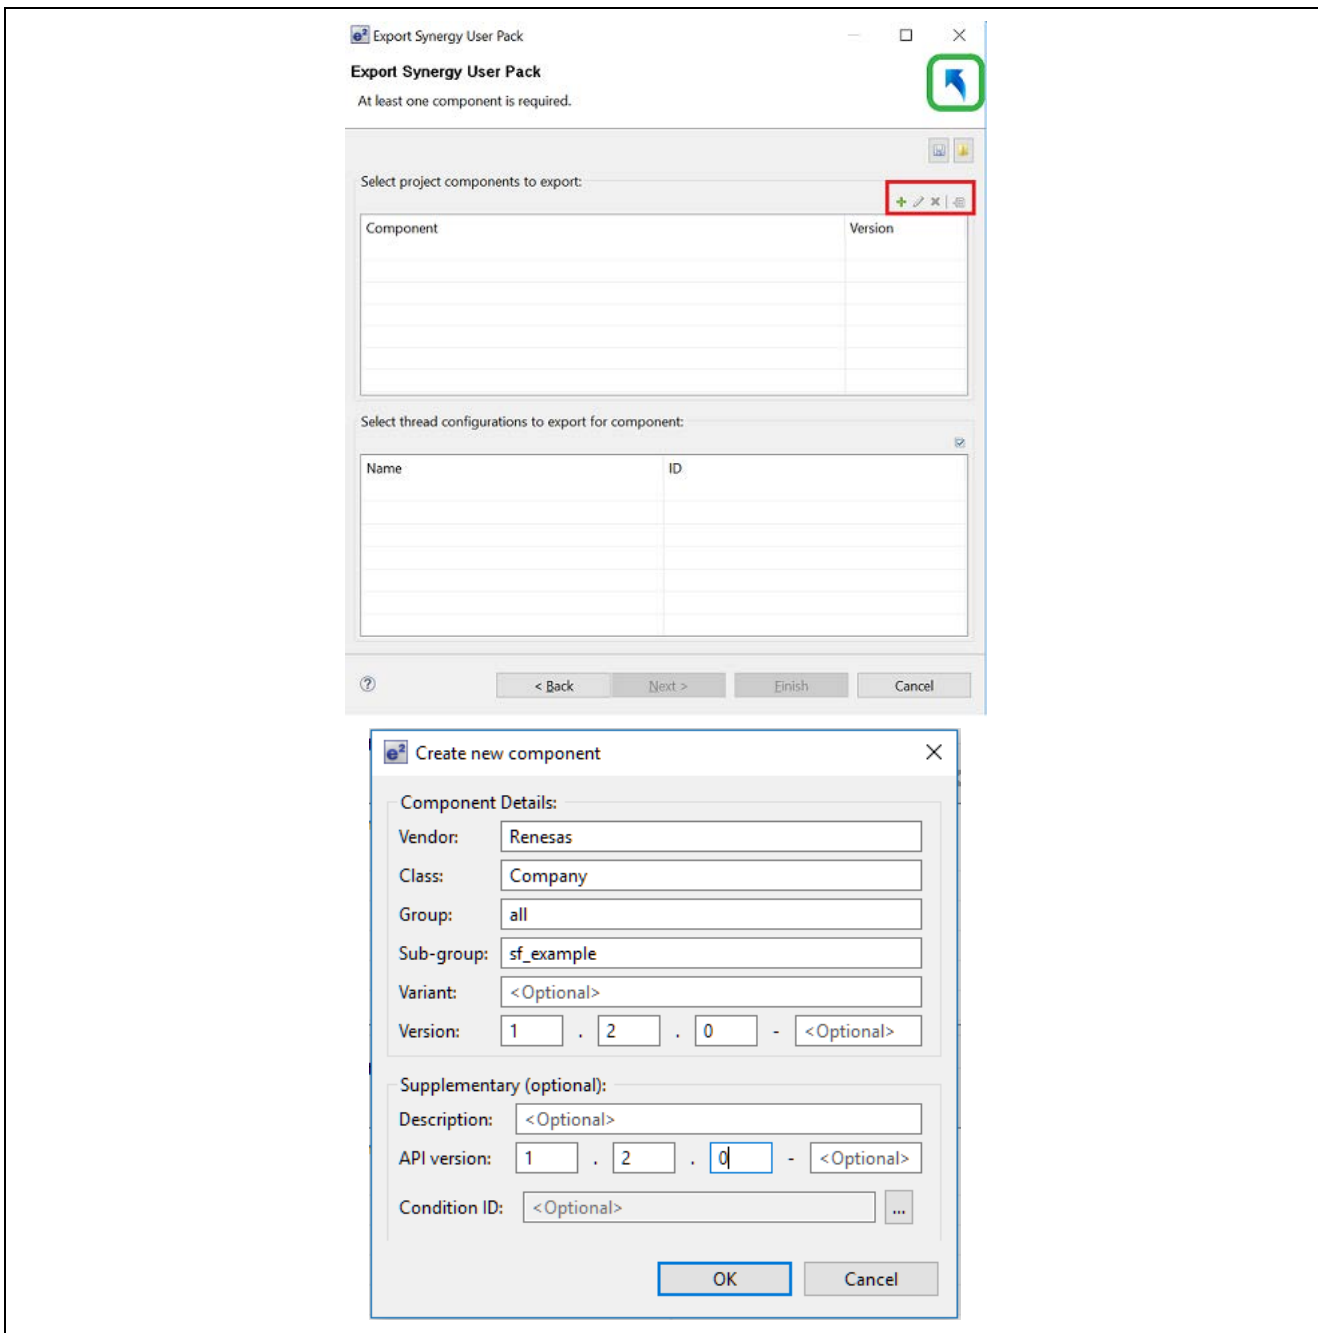 e² Export Synergy User Pack
Export Synergy User Pack
At least one component is required.
Select project components to export:
Component Version
Select thread configurations to export for component:
Name ID
? < Back Next > Finish Cancel
e² Create new component
Component Details:
Vendor: Renesas
Class: Company
Group: all
Sub-group: sf_example
Variant: <Optional>
Version: 1 . 2 . 0 - <Optional>
Supplementary (optional):
Description: <Optional>
API version: 1 . 2 . 0 - <Optional>
Condition ID: <Optional> ...
OK Cancel